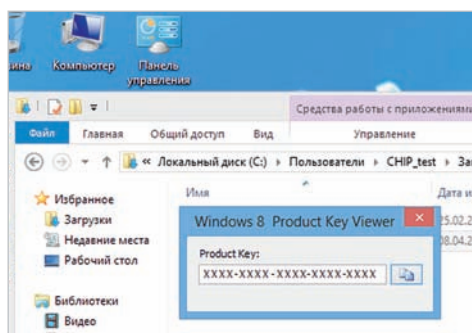 Компьютер
Панель
управления
Средства работы с приложениями
Файл
Главная
Общий доступ
Вид
Управление
« Локальный диск (C:) ▸ Пользователи ▸ CHIP_test ▸
Избранное
Загрузки
Недавние места
Рабочий стол
Библиотеки
Видео
Имя
Windows 8 Product Key Viewer
Product Key:
XXXX-XXXX-XXXX-XXXX-XXXX